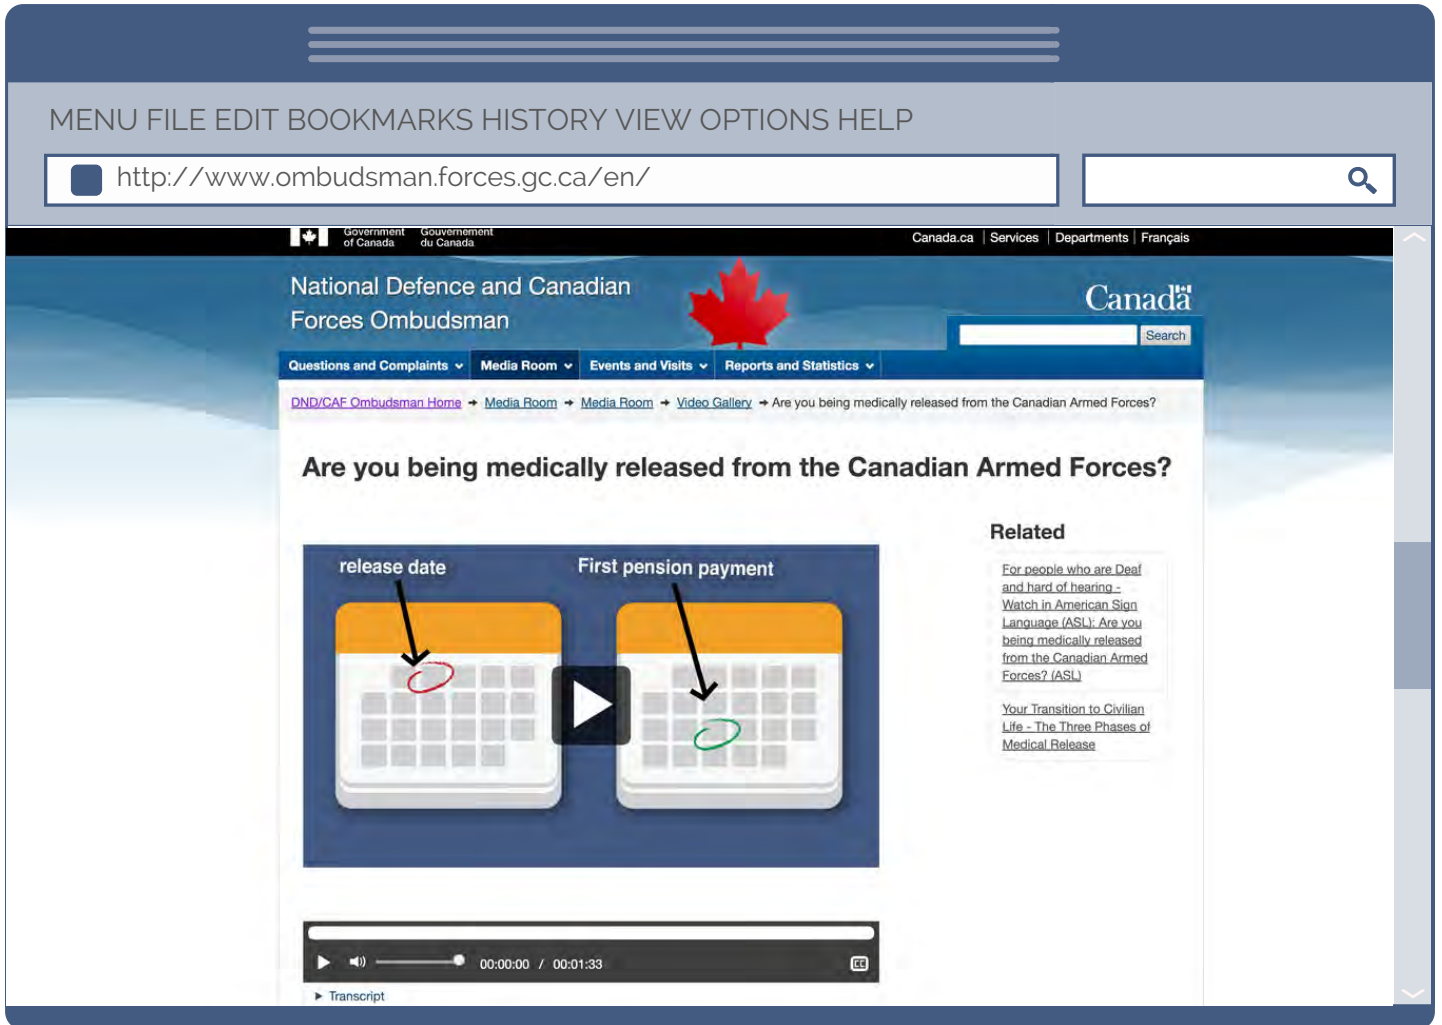 MENU FILE EDIT BOOKMARKS HISTORY VIEW OPTIONS HELP
http://www.ombudsman.forces.gc.ca/en/
Government Gouvernement
of Canada du Canada
Canada.ca Services Departments Français
National Defence and Canadian
Forces Ombudsman
Canada
Search
Questions and Complaints Media Room Events and Visits Reports and Statistics
DND/CAF Ombudsman Home → Media Room → Media Room → Video Gallery → Are you being medically released from the Canadian Armed Forces?
Are you being medically released from the Canadian Armed Forces?
release date
First pension payment
00:00:00 / 00:01:33
CC
Transcript
Related
For people who are Deaf
and hard of hearing -
Watch in American Sign
Language (ASL): Are you
being medically released
from the Canadian Armed
Forces? (ASL)
Your Transition to Civilian
Life - The Three Phases of
Medical Release